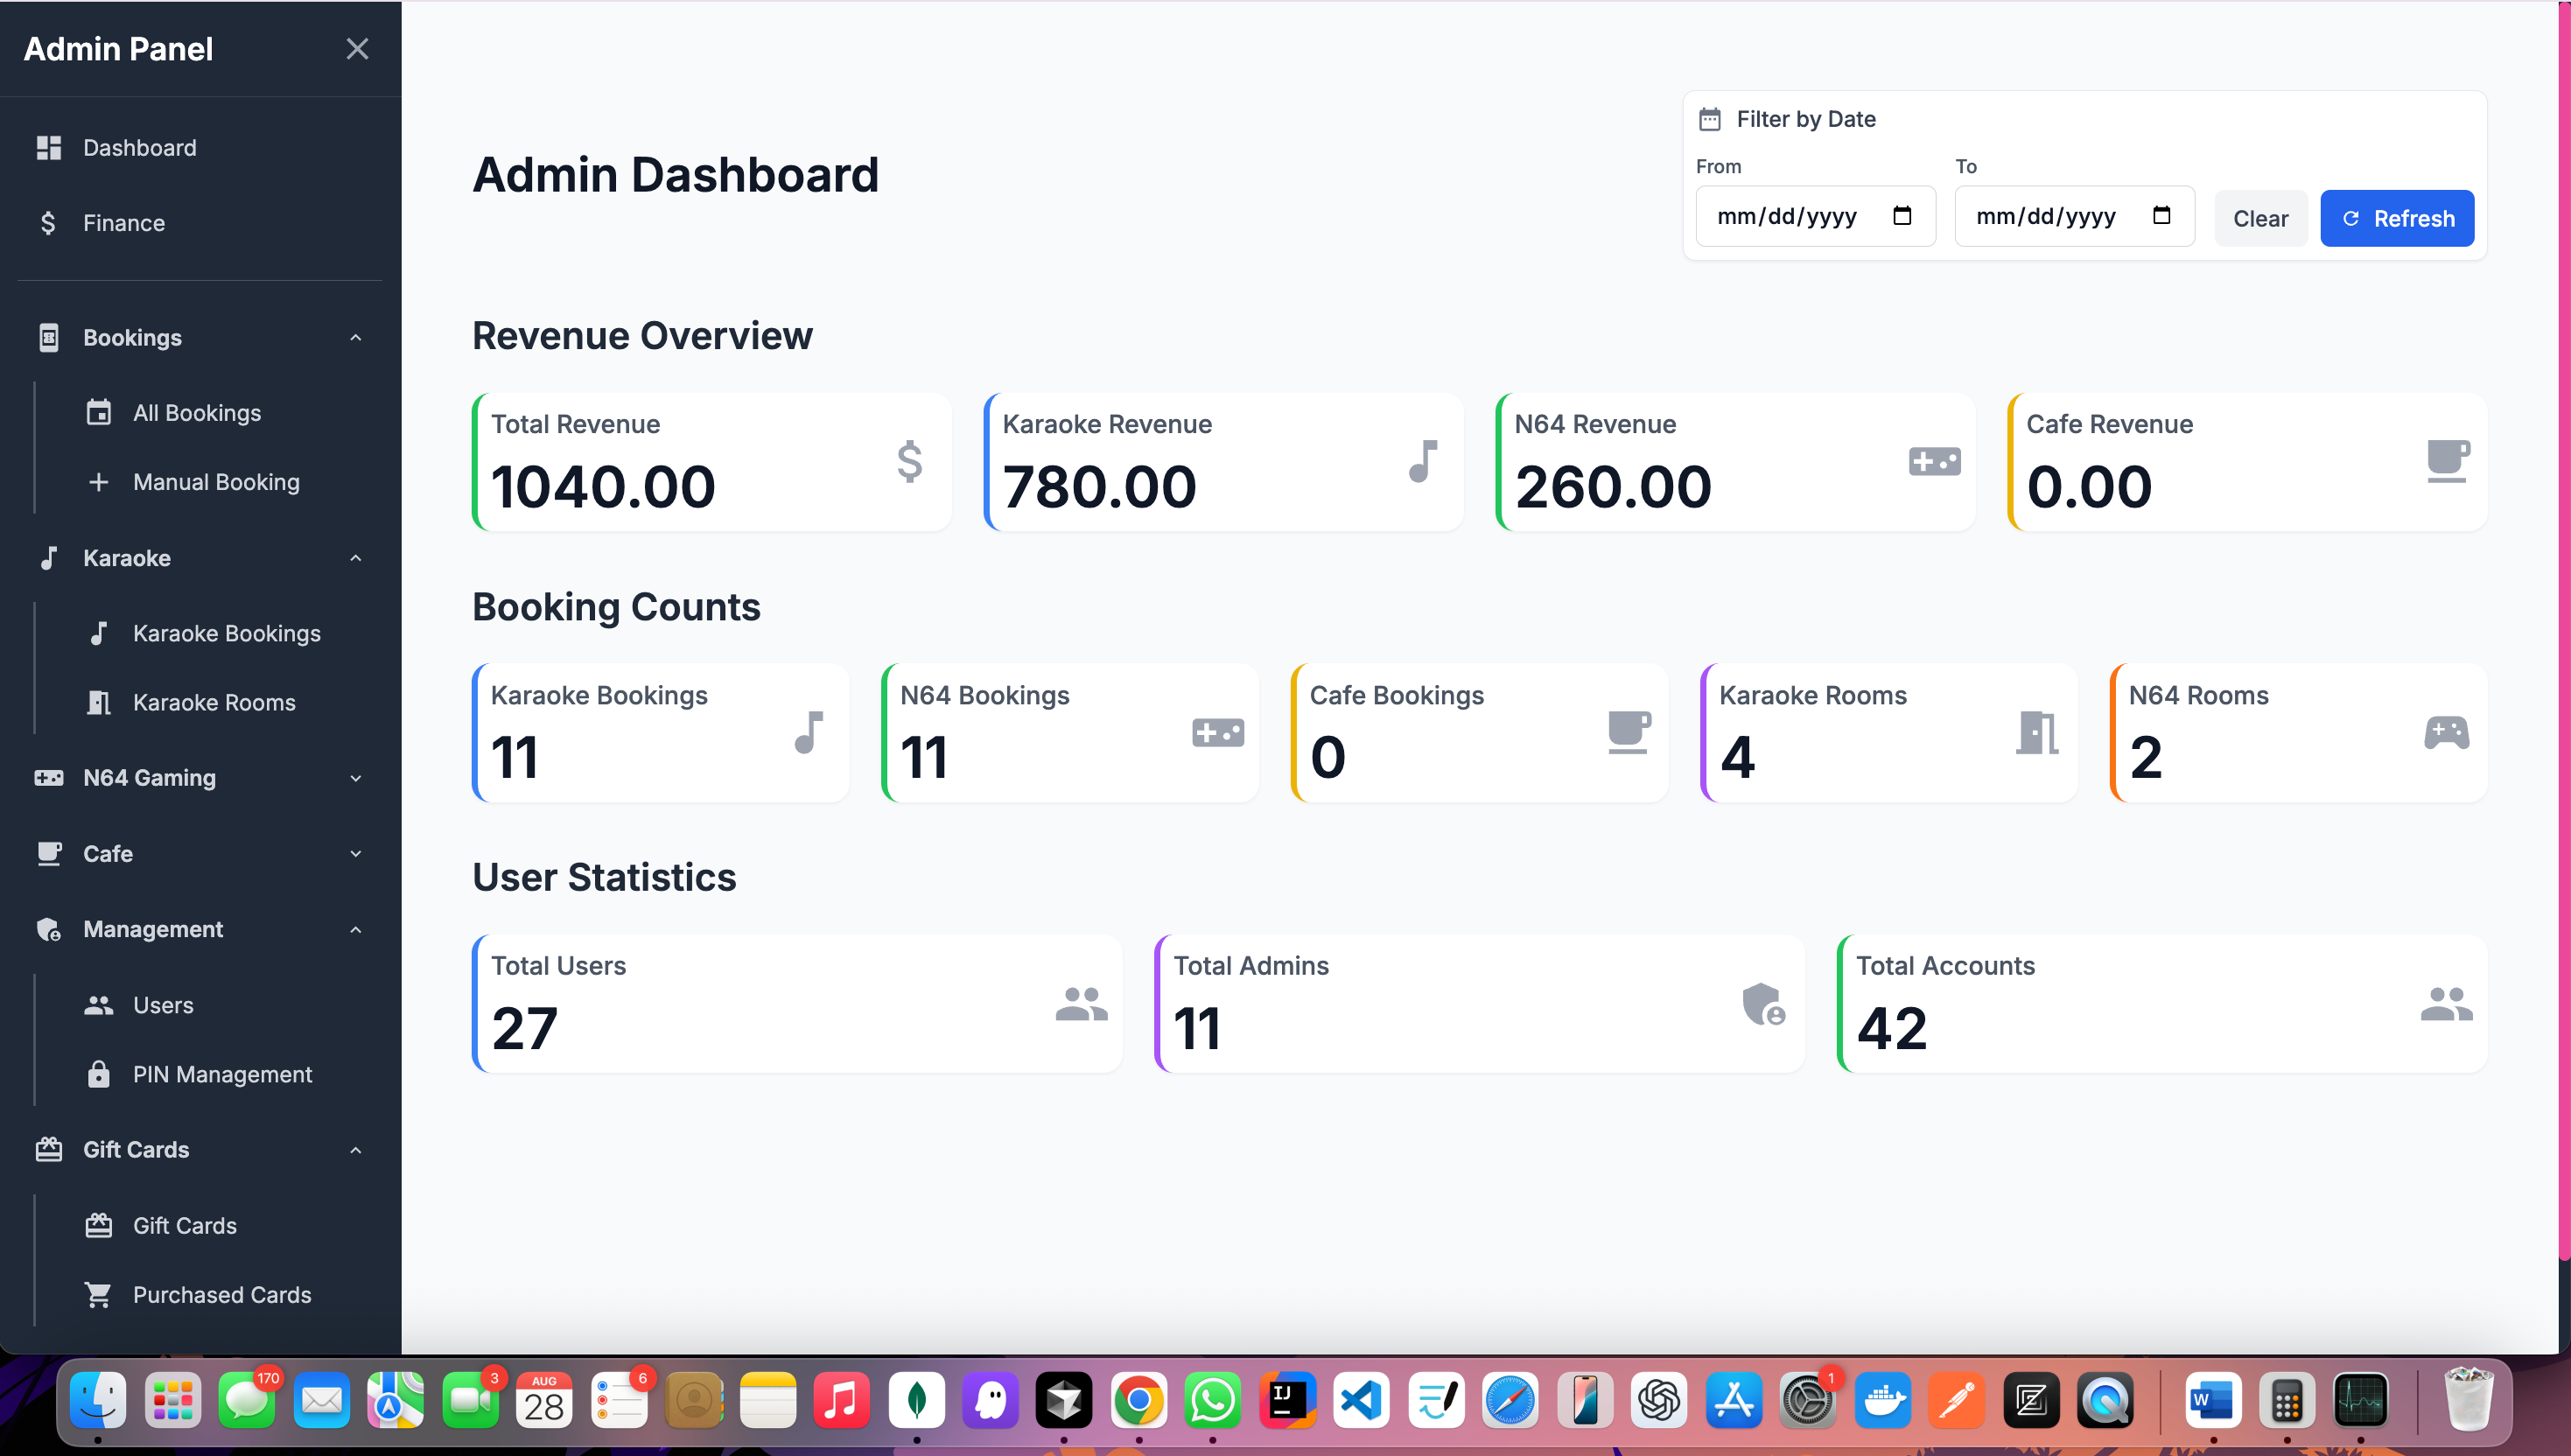 Admin Panel
Dashboard
Finance
Bookings
All Bookings
Manual Booking
Karaoke
Karaoke Bookings
Karaoke Rooms
N64 Gaming
Cafe
Management
Users
PIN Management
Gift Cards
Gift Cards
Purchased Cards
Admin Dashboard
Filter by Date
From To
mm/dd/yyyy mm/dd/yyyy Clear Refresh
Revenue Overview
Total Revenue Karaoke Revenue N64 Revenue Cafe Revenue
1040.00 780.00 260.00 0.00
Booking Counts
Karaoke Bookings N64 Bookings Cafe Bookings Karaoke Rooms N64 Rooms
11 11 0 4 2
User Statistics
Total Users Total Admins Total Accounts
27 11 42
170 3 AUG 6 1
28 IJ W